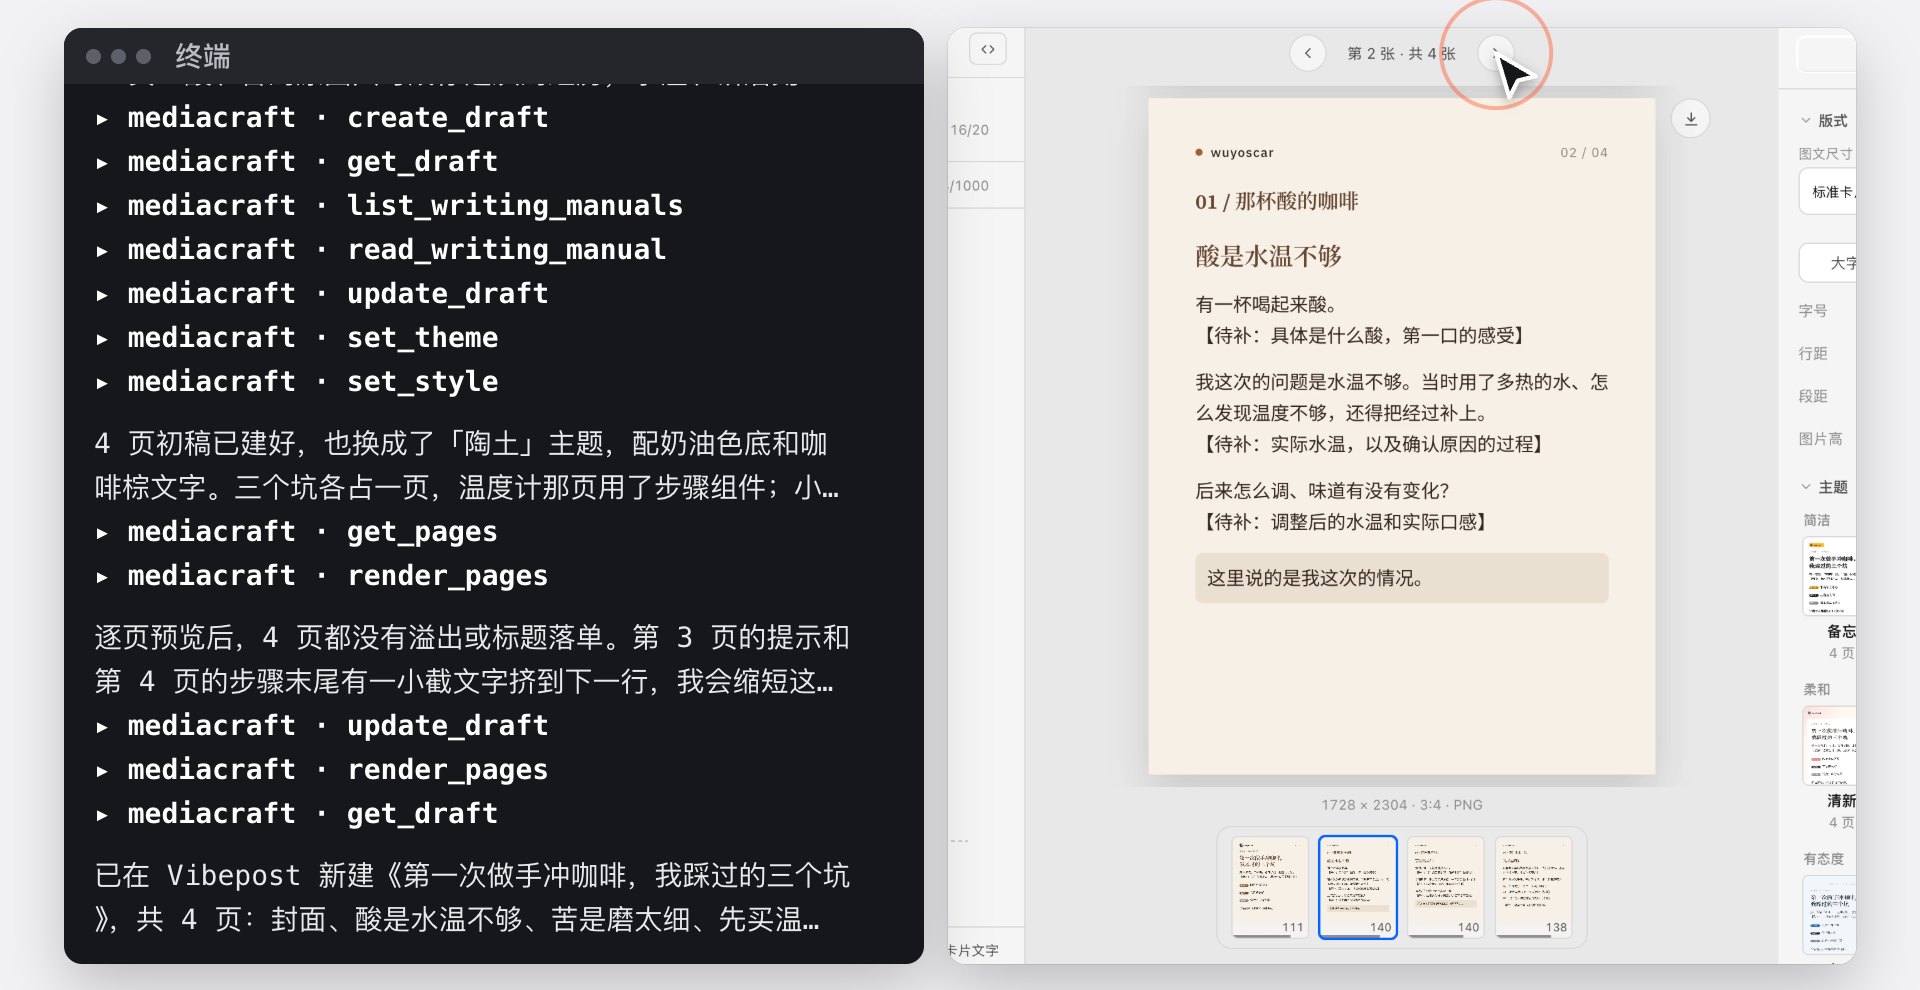 终端
▸ mediacraft · create_draft
▸ mediacraft · get_draft
▸ mediacraft · list_writing_manuals
▸ mediacraft · read_writing_manual
▸ mediacraft · update_draft
▸ mediacraft · set_theme
▸ mediacraft · set_style
4 页初稿已建好，也换成了「陶土」主题，配奶油色底和咖
啡棕文字。三个坑各占一页，温度计那页用了步骤组件；小…
▸ mediacraft · get_pages
▸ mediacraft · render_pages
逐页预览后，4 页都没有溢出或标题落单。第 3 页的提示和
第 4 页的步骤末尾有一小截文字挤到下一行，我会缩短这…
▸ mediacraft · update_draft
▸ mediacraft · render_pages
▸ mediacraft · get_draft
已在 Vibepost 新建《第一次做手冲咖啡，我踩过的三个坑
》，共 4 页：封面、酸是水温不够、苦是磨太细、先买温…
16/20
/1000
卡片文字
第 2 张 · 共 4 张
wuyoscar
02 / 04
01 / 那杯酸的咖啡
酸是水温不够
有一杯喝起来酸。
【待补：具体是什么酸，第一口的感受】
我这次的问题是水温不够。当时用了多热的水、怎
么发现温度不够，还得把经过补上。
【待补：实际水温，以及确认原因的过程】
后来怎么调、味道有没有变化？
【待补：调整后的水温和实际口感】
这里说的是我这次的情况。
1728 × 2304 · 3:4 · PNG
111
140
140
138
版式
图文尺寸
标准卡
大字
字号
行距
段距
图片高
主题
简洁
备忘
4 页
柔和
清新
4 页
有态度